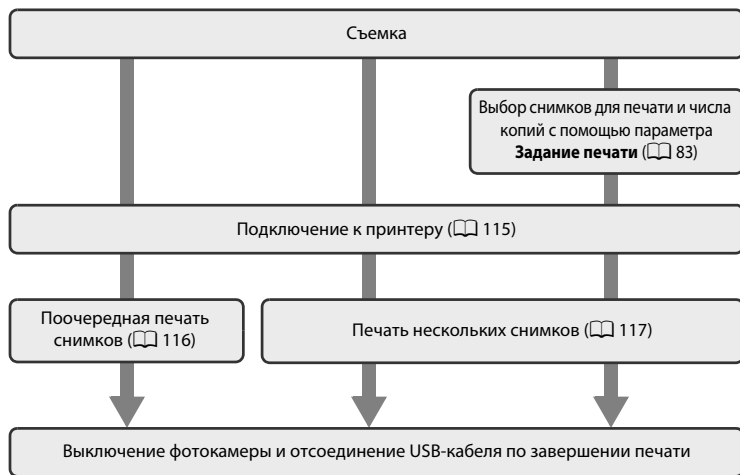 Съемка
Выбор снимков для печати и числа
копий с помощью параметра
Задание печати (📖 83)
Подключение к принтеру (📖 115)
Поочередная печать
снимков (📖 116)
Печать нескольких снимков (📖 117)
Выключение фотокамеры и отсоединение USB-кабеля по завершении печати